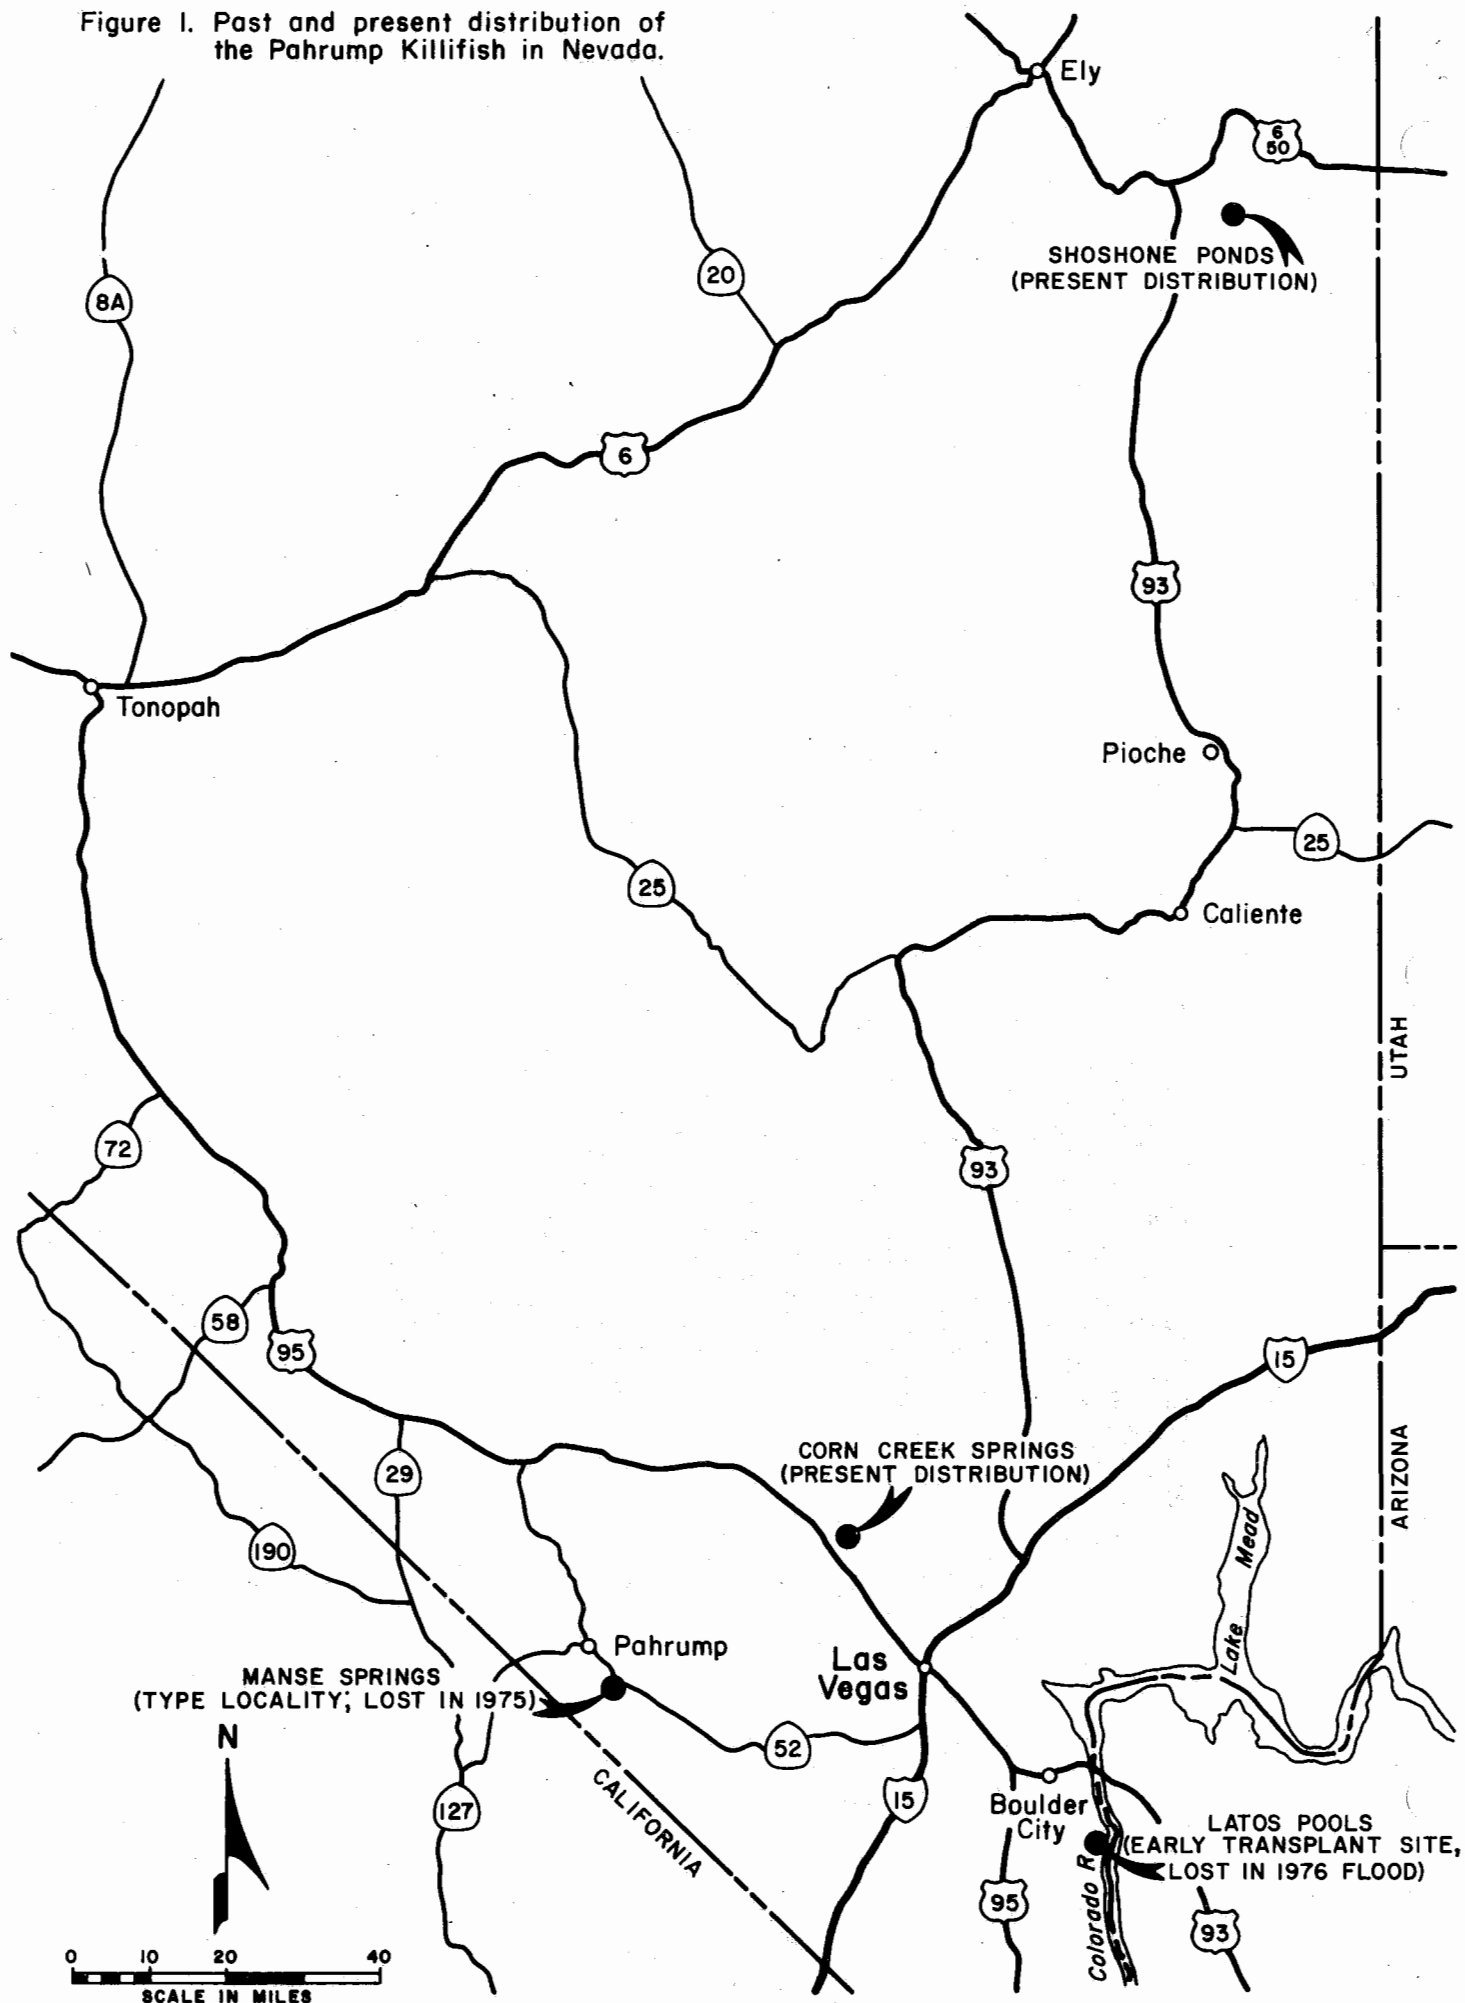 Figure 1. Past and present distribution of
the Pahrump Killifish in Nevada.
Ely
6
50
SHOSHONE PONDS
(PRESENT DISTRIBUTION)
20
8A
6
93
Tonopah
Pioche
25
25
Caliente
UTAH
72
93
58
95
15
CORN CREEK SPRINGS
(PRESENT DISTRIBUTION)
29
ARIZONA
190
Lake Mead
Pahrump
Las
Vegas
MANSE SPRINGS
(TYPE LOCALITY; LOST IN 1975)
N
52
CALIFORNIA
15
127
Boulder
City
LATOS POOLS
(EARLY TRANSPLANT SITE,
LOST IN 1976 FLOOD)
95
Colorado R.
93
0 10 20 40
SCALE IN MILES